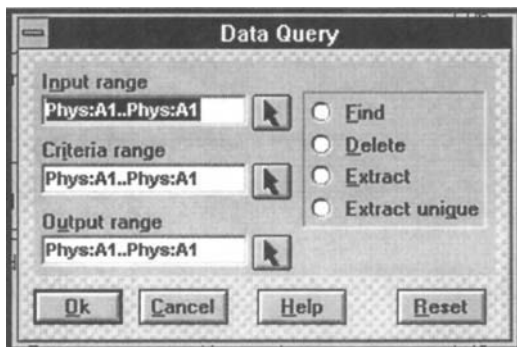 Data Query
Input range
Phys:A1..Phys:A1
Criteria range
Phys:A1..Phys:A1
Output range
Phys:A1..Phys:A1
Find
Delete
Extract
Extract unique
Ok
Cancel
Help
Reset